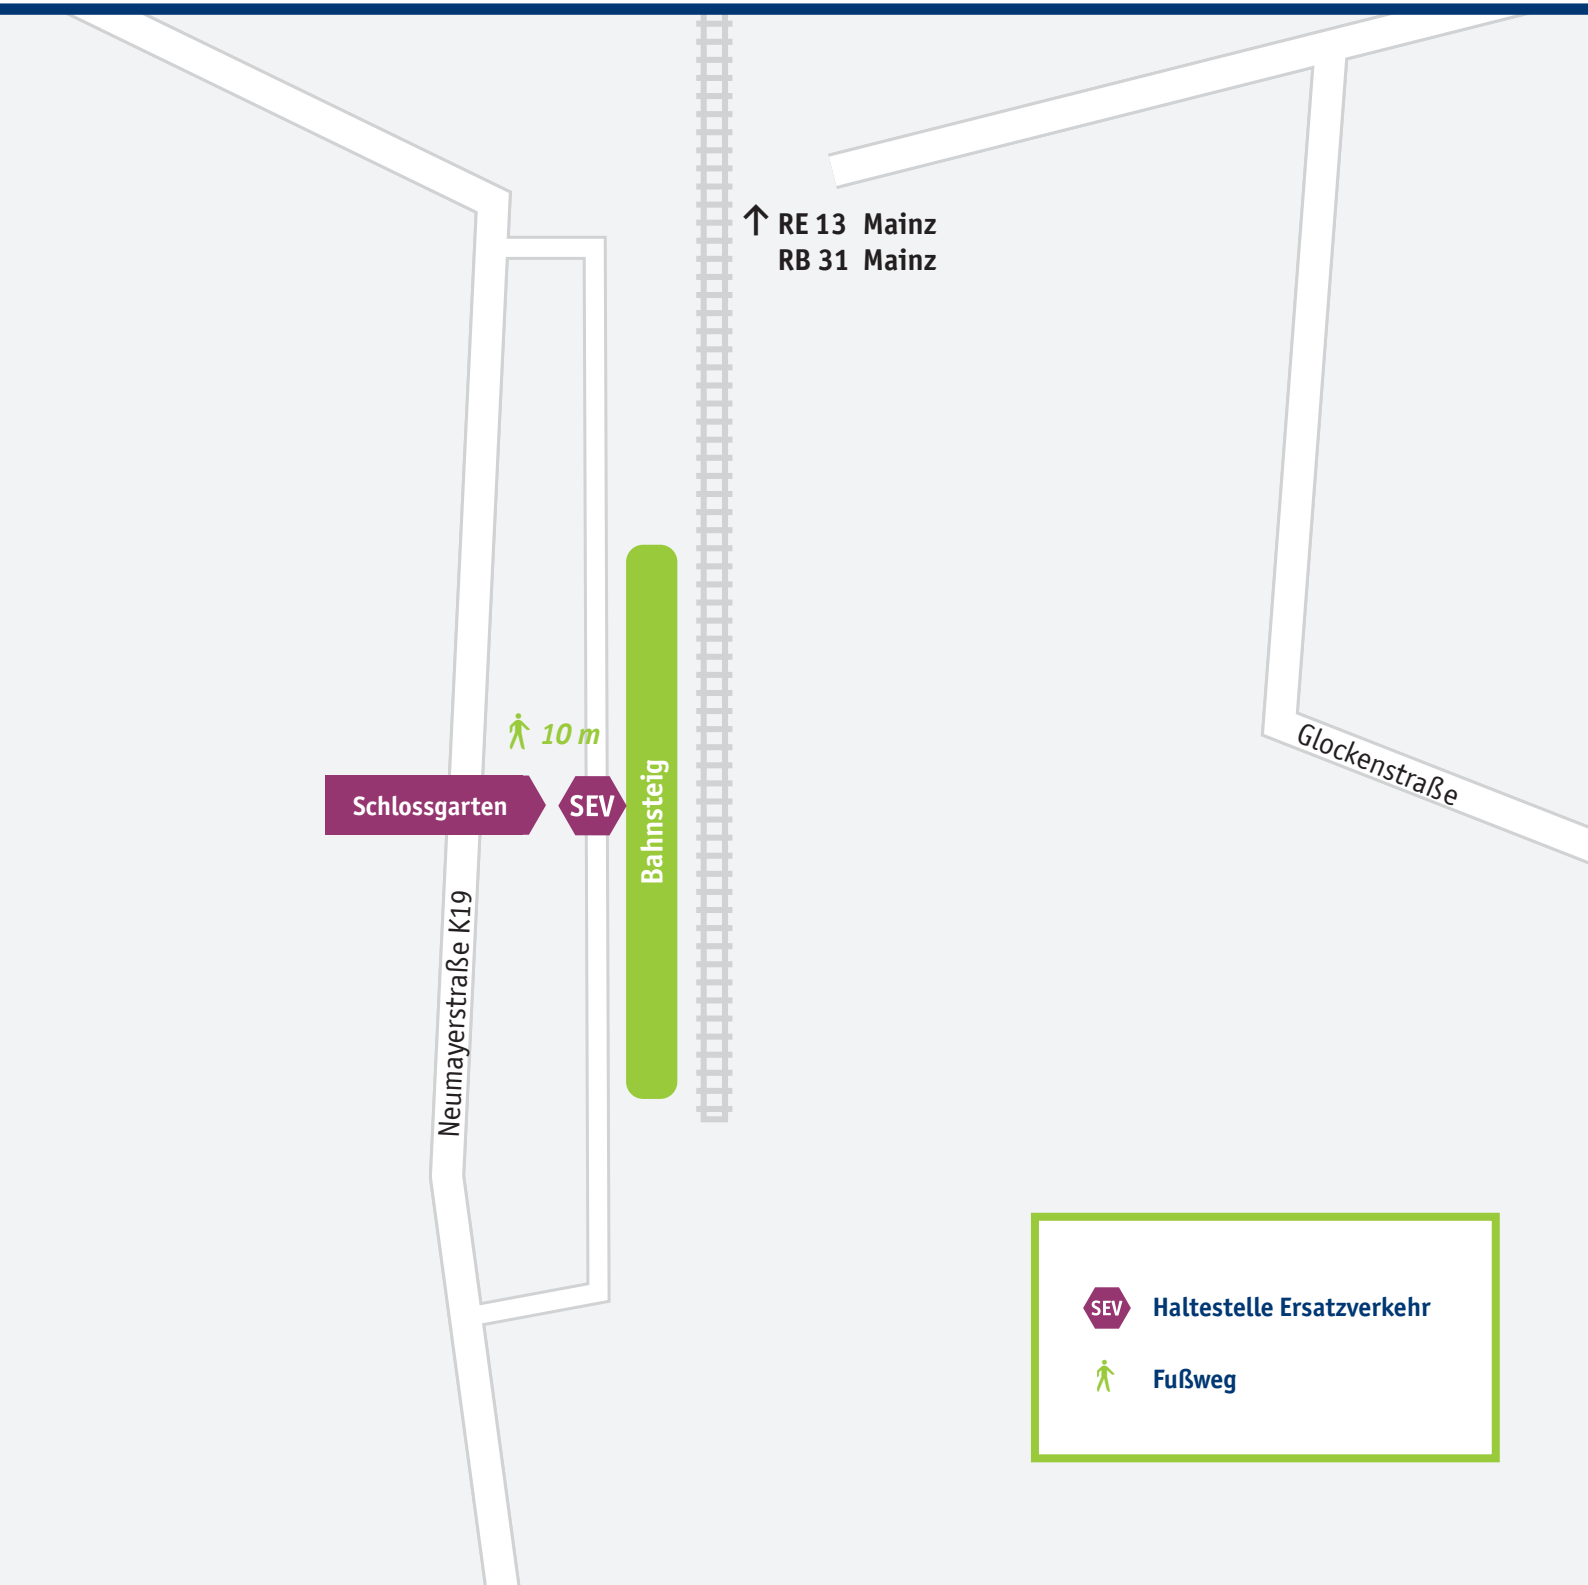 RE 13 Mainz
RB 31 Mainz
10 m
Schlossgarten
SEV
Bahnsteig
Glockenstraße
Neumayerstraße K19
SEV Haltestelle Ersatzverkehr
Fußweg